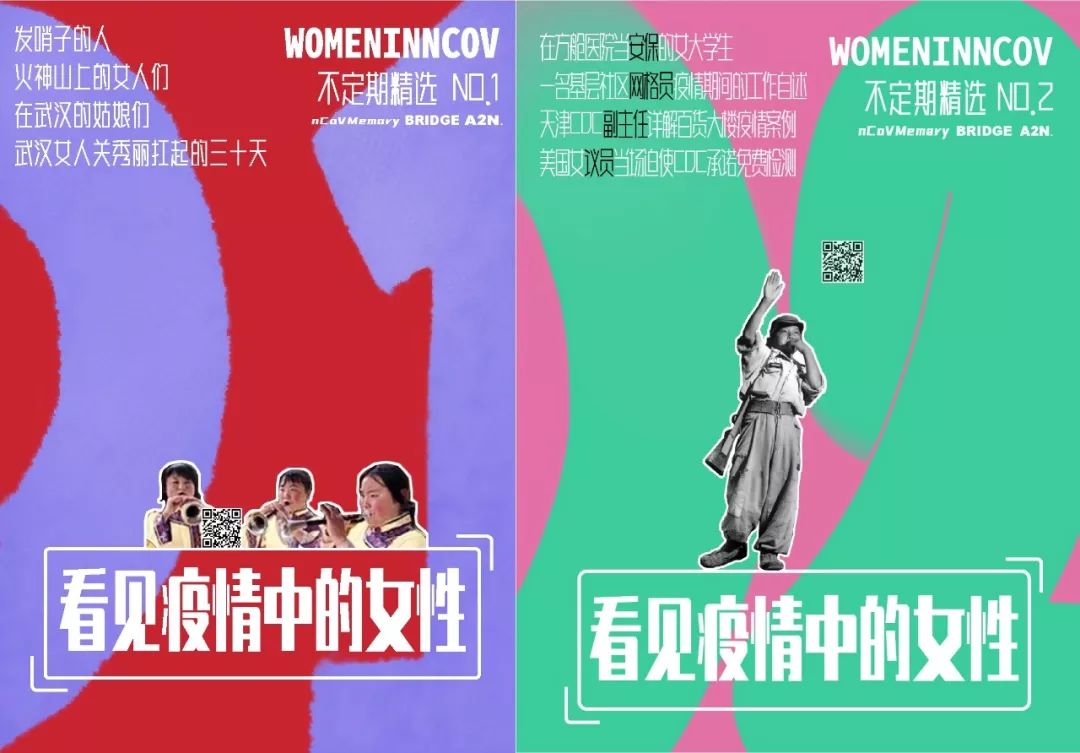 发哨子的人
火神山上的女人们
在武汉的姑娘们
武汉女人关秀丽扛起的三十天
WOMENINNCOV
不定期精选 NO.1
nCoVMemory BRIDGE A2N.
看见疫情中的女性
在方舱医院当安保的女大学生
一名基层社区网格员疫情期间的工作自述
天津CDC副主任详解百货大楼疫情案例
美国女议员当场迫使CDC承诺免费检测
WOMENINNCOV
不定期精选 NO.2
nCoVMemory BRIDGE A2N.
看见疫情中的女性